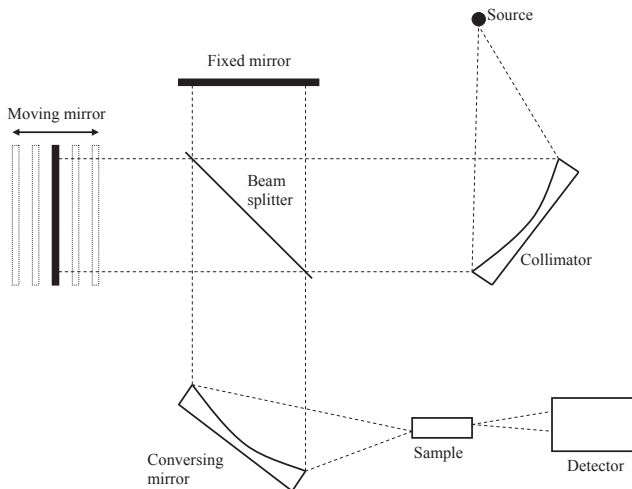 Source
Fixed mirror
Moving mirror
Beam
splitter
Collimator
Conversing
mirror
Sample
Detector